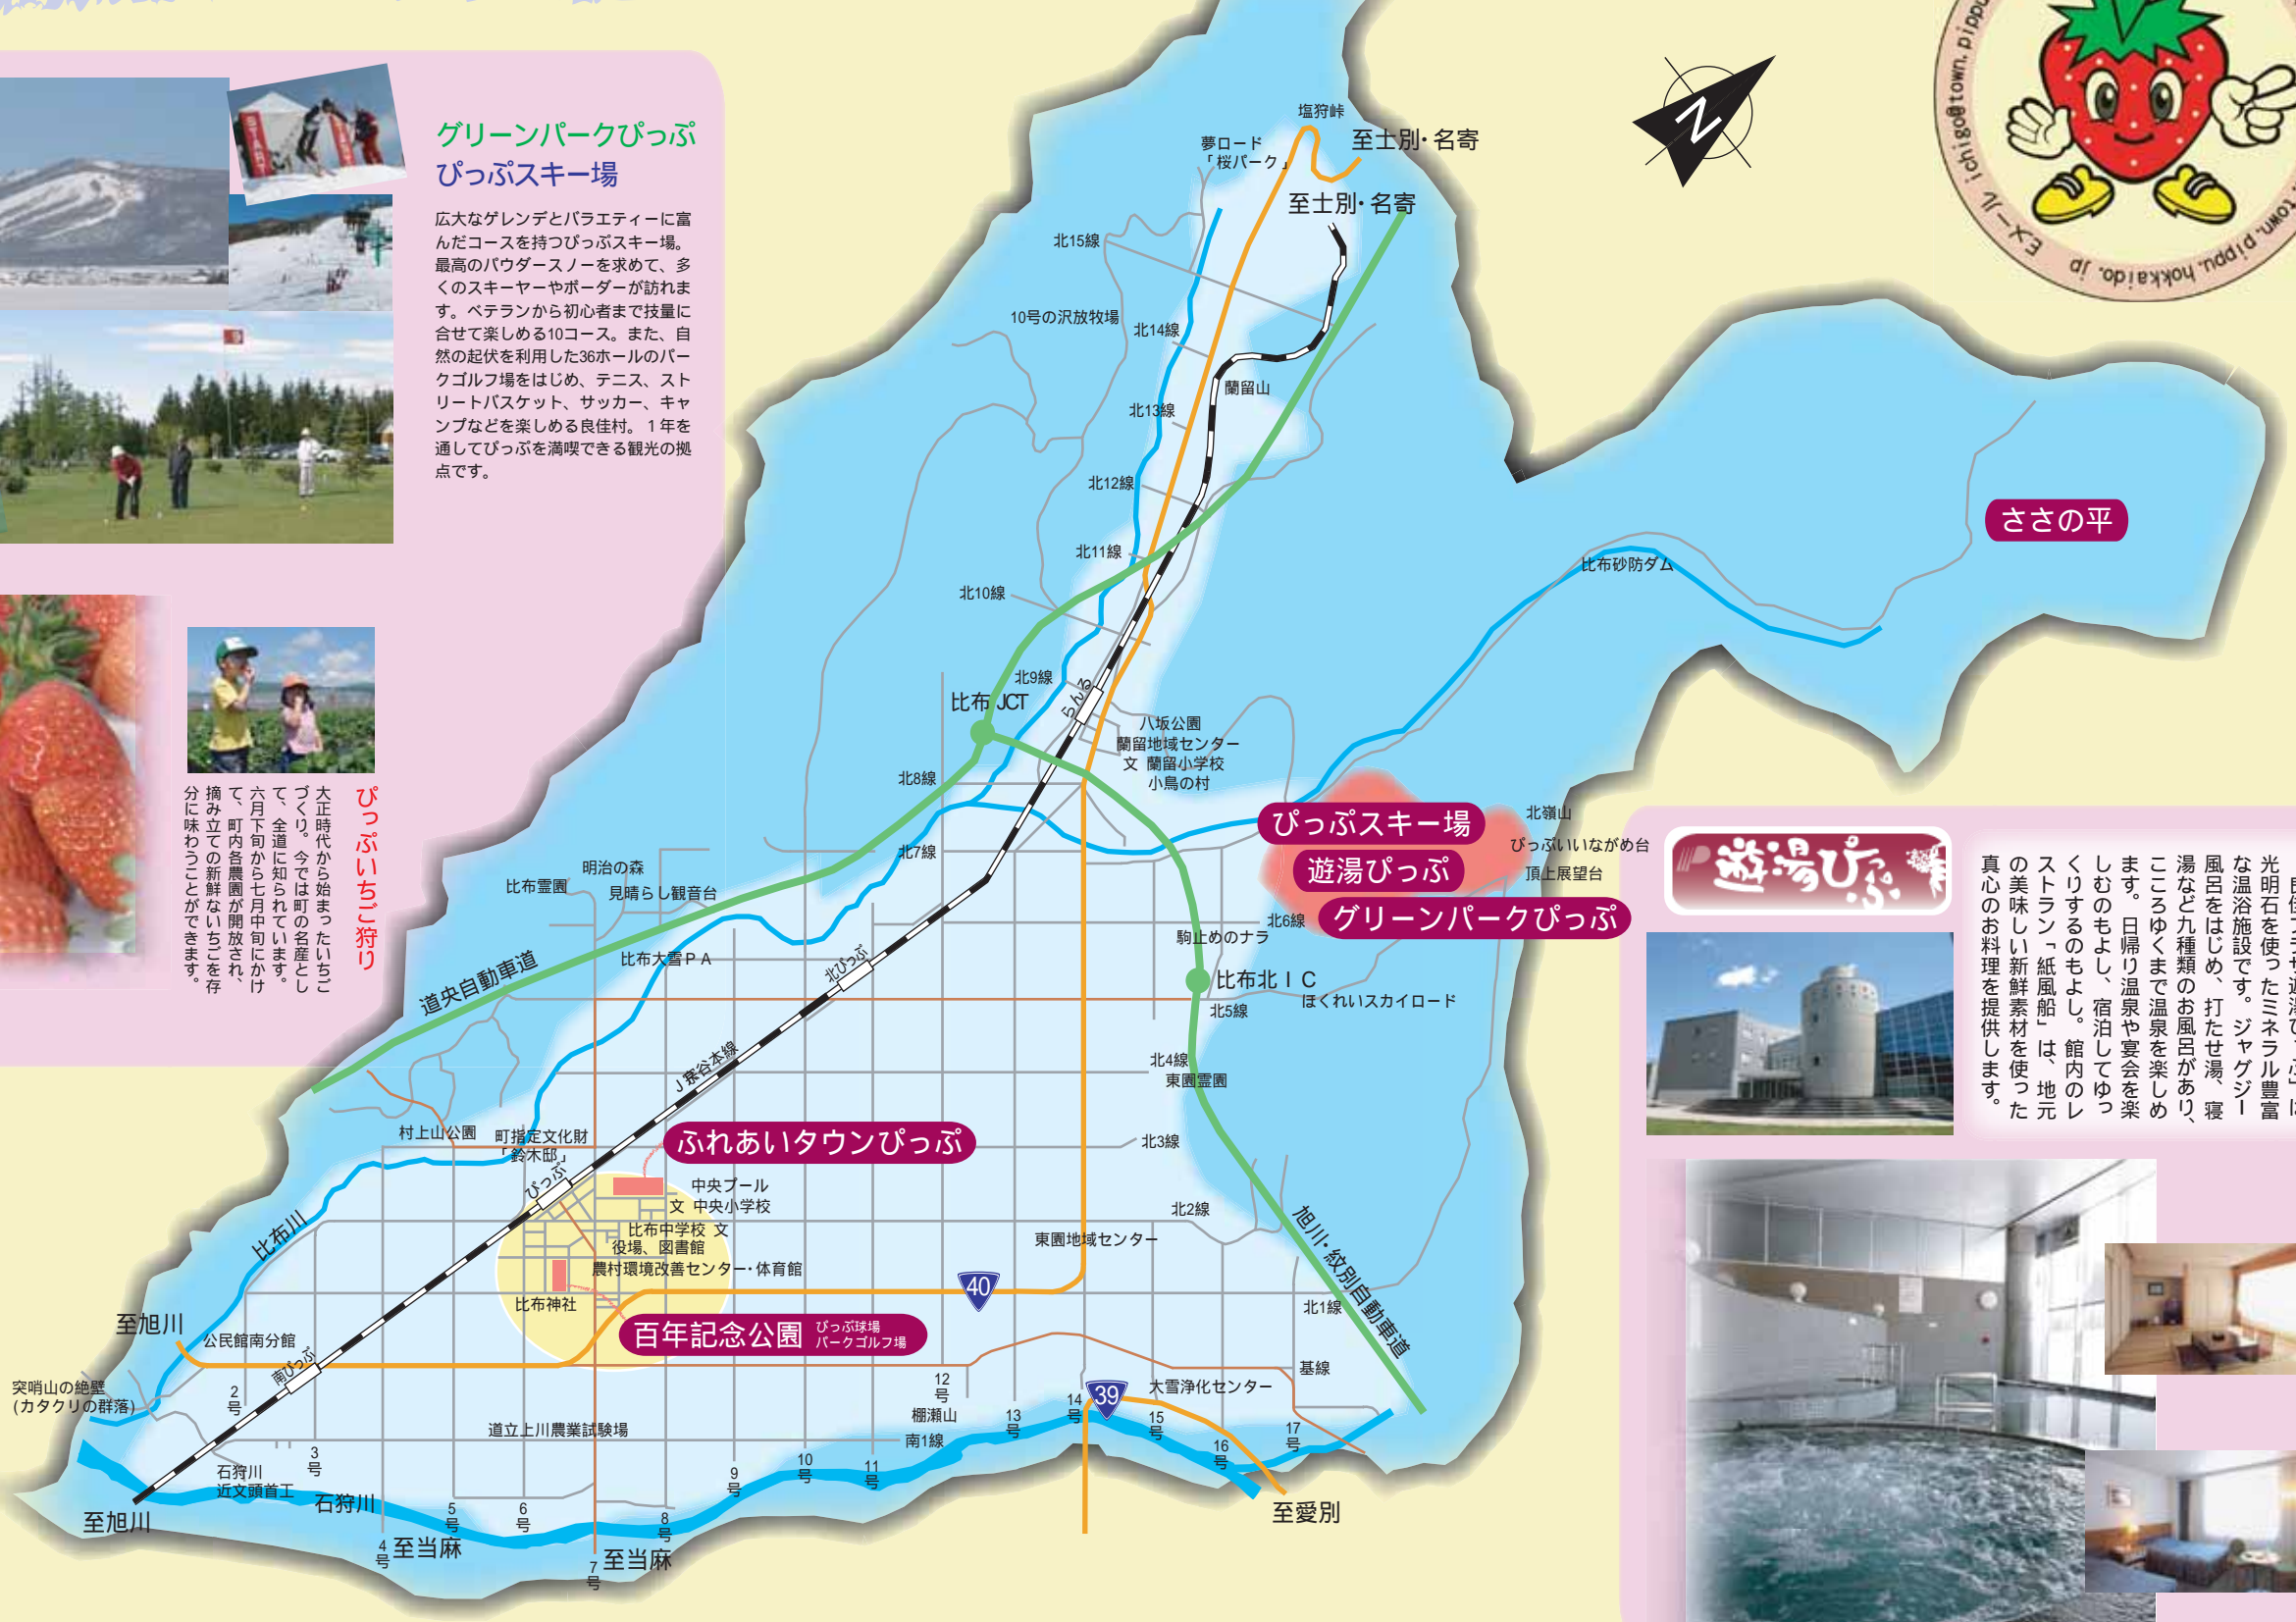 グリーンパークぴっぷ
ぴっぷスキー場
広大なゲレンデとバラエティーに富
んだコースを持つぴっぷスキー場。
最高のパウダースノーを求めて、多
くのスキーヤーやボーダーが訪れま
す。ベテランから初心者まで技量に
合せて楽しめる10コース。また、自
然の起伏を利用した36ホールのパー
クゴルフ場をはじめ、テニス、スト
リートバスケット、サッカー、キャ
ンプなどを楽しめる良佳村。1年を
通してぴっぷを満喫できる観光の拠
点です。
START
ぴっぷいちご狩り
大正時代から始まったいちご
づくり。今では町の名産とし
て、全道に知られています。
六月下旬から七月中旬にかけ
て、町内各農園が開放され、
摘み立ての新鮮ないちごを存
分に味わうことができます。
N
Eメール ichigo@town.pippu
town.pippu.hokkaido.jp
塩狩峠
夢ロード
「桜パーク」
至士別・名寄
至士別・名寄
北15線
10号の沢放牧場
北14線
蘭留山
北13線
北12線
北11線
北10線
北9線
比布JCT
らんる
八坂公園
蘭留地域センター
文 蘭留小学校
小鳥の村
北8線
北7線
ささの平
比布砂防ダム
ぴっぷスキー場
遊湯ぴっぷ
グリーンパークぴっぷ
北嶺山
ぴっぷいいながめ台
頂上展望台
北6線
駒止めのナラ
比布北IC
ほくれいスカイロード
北5線
北4線
東園霊園
北3線
北2線
東園地域センター
旭川・紋別自動車道
北1線
基線
明治の森
比布霊園
見晴らし観音台
道央自動車道
比布大雪PA
北ぴっぷ
JR宗谷本線
村上山公園
町指定文化財
「鈴木邸」
ぴっぷ
ふれあいタウンぴっぷ
中央プール
文 中央小学校
比布中学校 文
役場、図書館
農村環境改善センター・体育館
比布神社
百年記念公園 ぴっぷ球場
パークゴルフ場
40
39
比布川
至旭川
公民館南分館
南ぴっぷ
突哨山の絶壁
(カタクリの群落)
2号
3号
4号
5号
6号
7号
8号
9号
10号
11号
12号
13号
14号
15号
16号
17号
棚瀬山
南1線
大雪浄化センター
道立上川農業試験場
石狩川
近文頭首工
石狩川
至旭川
至当麻
至当麻
至愛別
遊湯ぴっぷ
光明石を使ったミネラル豊富
な温浴施設です。ジャグジー
風呂をはじめ、打たせ湯、寝
湯など九種類のお風呂があり、
こころゆくまで温泉を楽しめ
ます。日帰り温泉や宴会を楽
しむのもよし、宿泊してゆっ
くりするのもよし。館内のレ
ストラン「紙風船」は、地元
の美味しい新鮮素材を使った
真心のお料理を提供します。